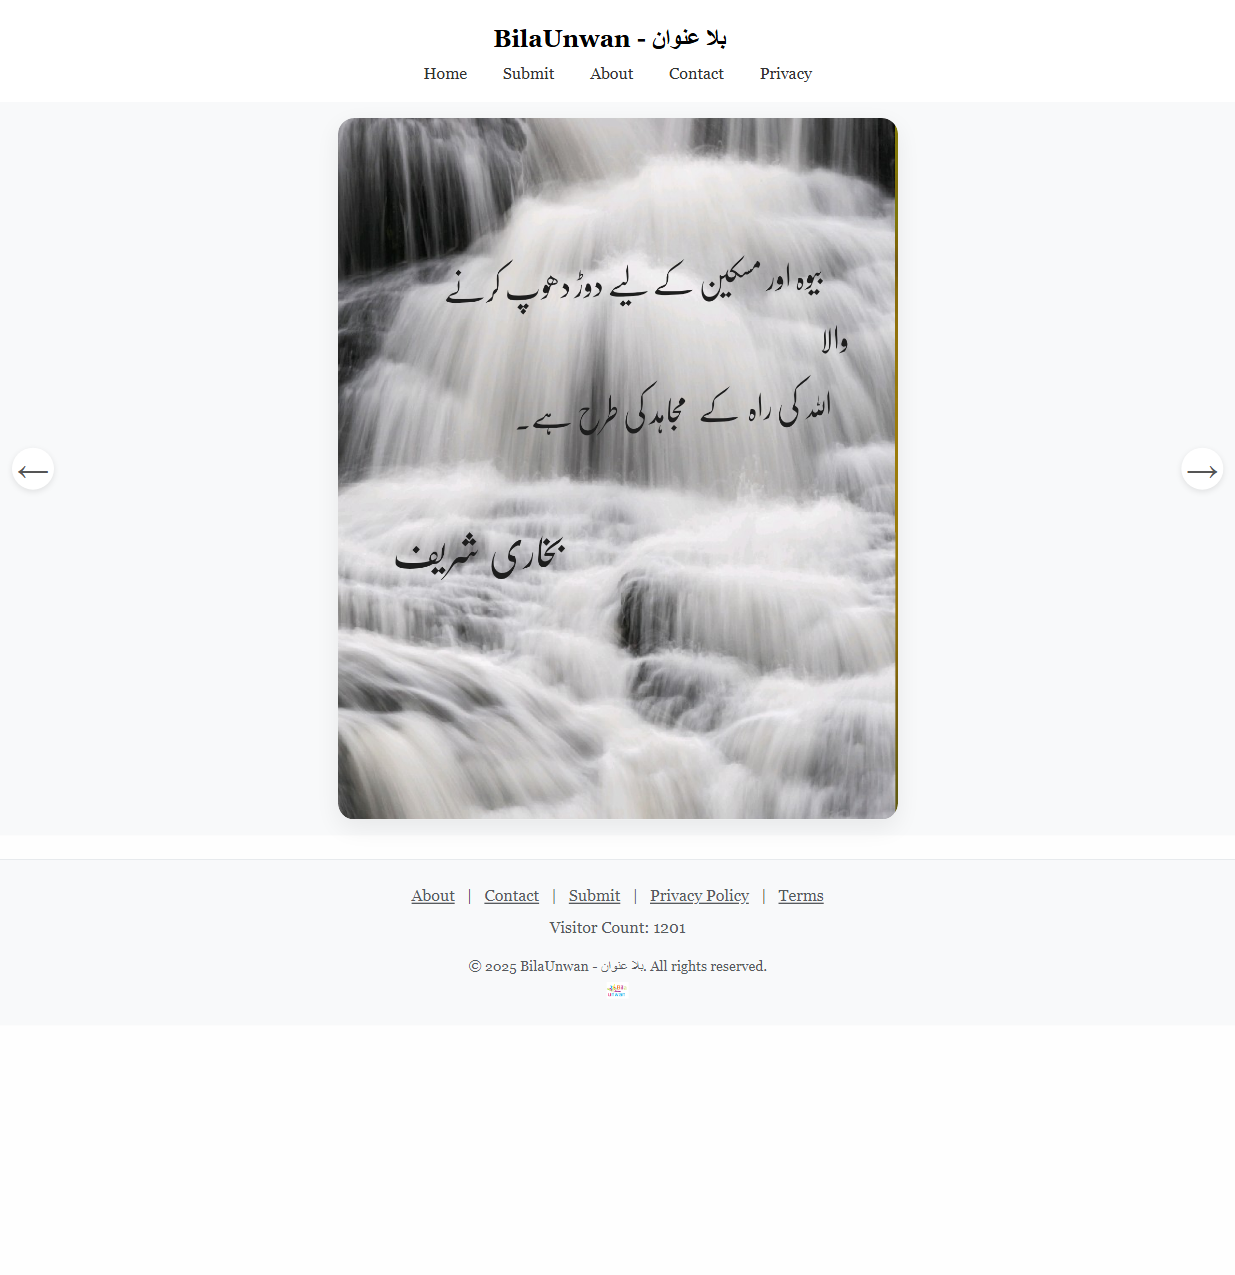 BilaUnwan - بلا عنوان
Home Submit About Contact Privacy
بیوہ اور مسکین کے لیے دوڑ دھوپ کرنے
والا
اللہ کی راہ کے مجاہد کی طرح ہے۔
بخاری شریف
← →
About | Contact | Submit | Privacy Policy | Terms
Visitor Count: 1201
© 2025 BilaUnwan - بلا عنوان. All rights reserved.